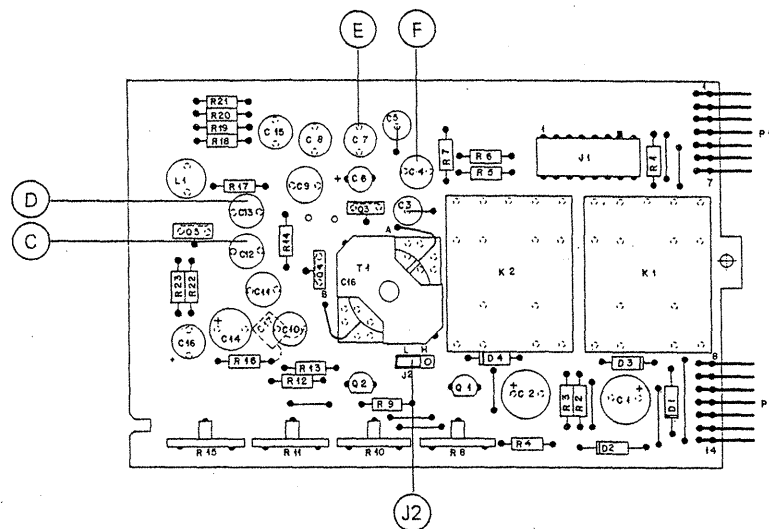 E F
R21
R20
R19
R18
C15
C8
C7
C5
C6
+
C4
R7
R6
R5
1
J1
R4
1
P
7
L1
R17
C9
D
C13
Q3
C3
A
C
Q5
C12
R14
Q4
B
T1
C16
K2
K1
R23
R22
C11
C14
+
C10
C16
+
R16
R13
R12
Q2
L H
J2
D4
Q1
C2
+
R3
R2
C1
+
D3
8
D1
P
R9
R15
R11
R10
R8
R4
D2
14
J2